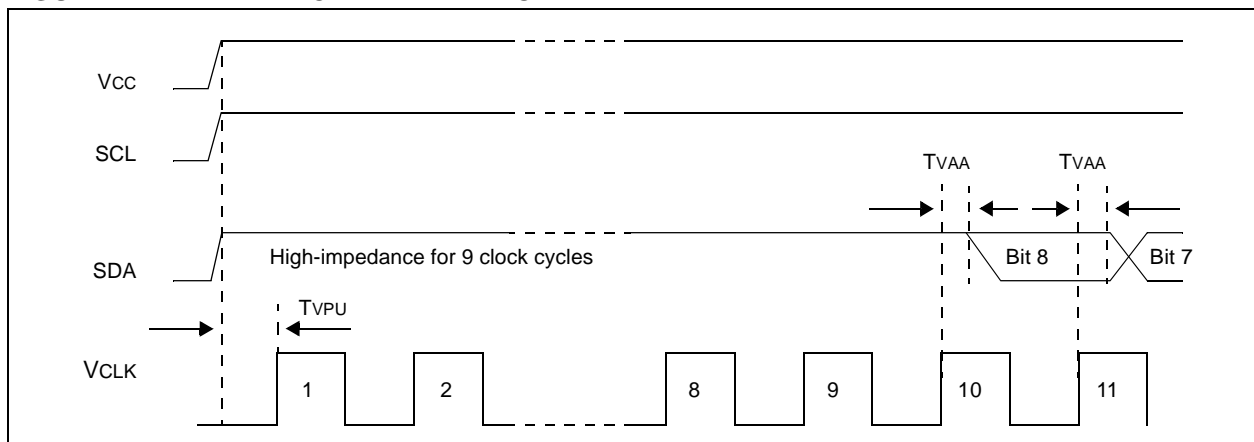 VCC
SCL
TVAA TVAA
SDA
High-impedance for 9 clock cycles
Bit 8
Bit 7
TVPU
VCLK
1 2 8 9 10 11